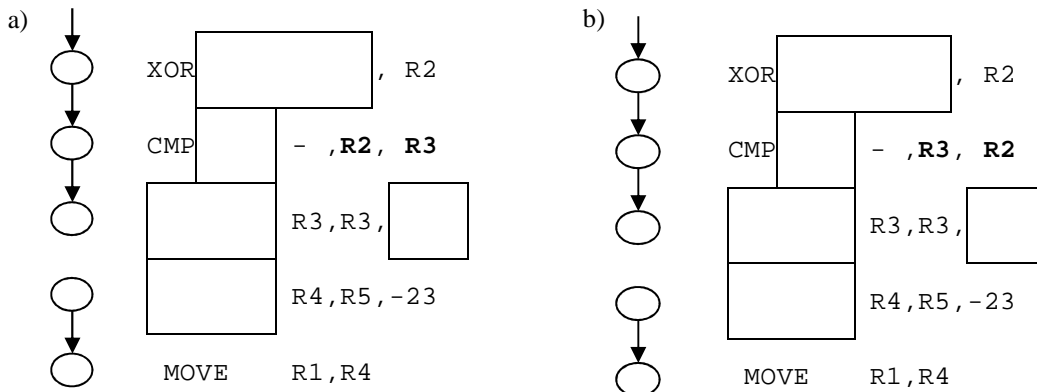 a)
XOR , R2
CMP - ,R2, R3
R3,R3,
R4,R5,-23
MOVE R1,R4
b)
XOR , R2
CMP - ,R3, R2
R3,R3,
R4,R5,-23
MOVE R1,R4